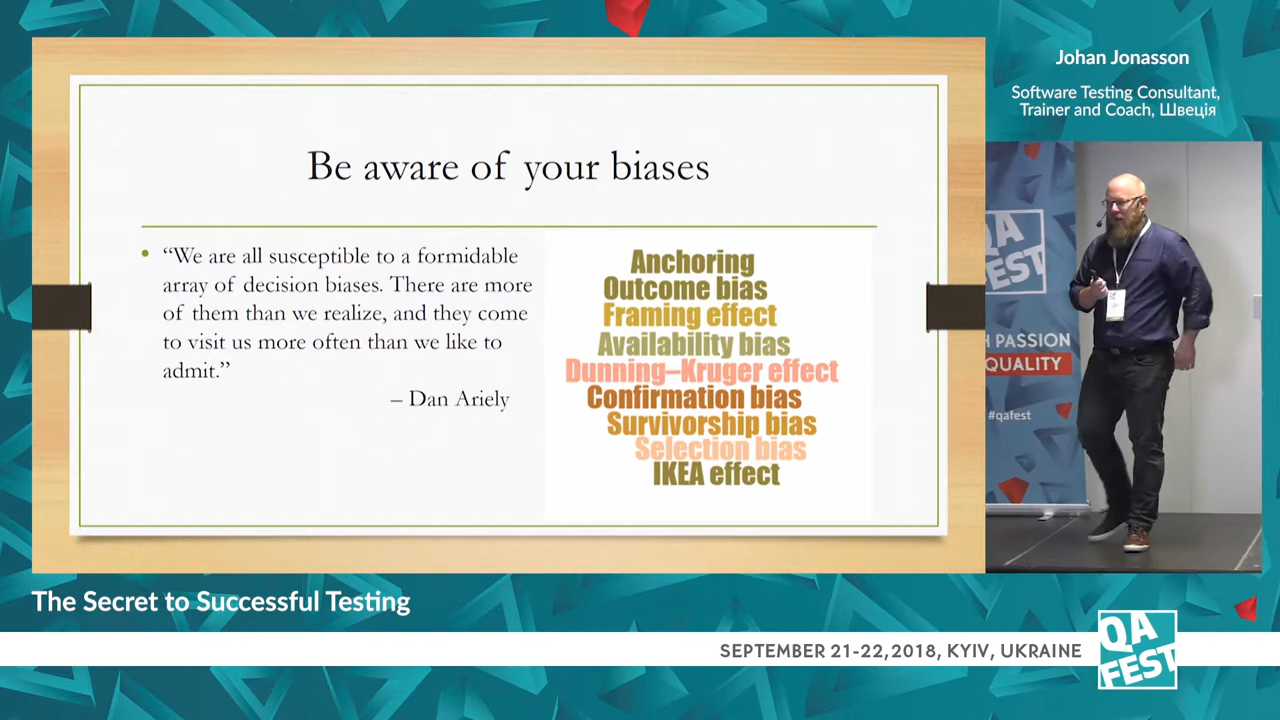 Be aware of your biases
• “We are all susceptible to a formidable
array of decision biases. There are more
of them than we realize, and they come
to visit us more often than we like to
admit.”
– Dan Ariely
Anchoring
Outcome bias
Framing effect
Availability bias
Dunning–Kruger effect
Confirmation bias
Survivorship bias
Selection bias
IKEA effect
Johan Jonasson
Software Testing Consultant,
Trainer and Coach, Швеція
QA
FEST
PASSION
QUALITY
#qafest
The Secret to Successful Testing
SEPTEMBER 21-22,2018, KYIV, UKRAINE
QA
FEST